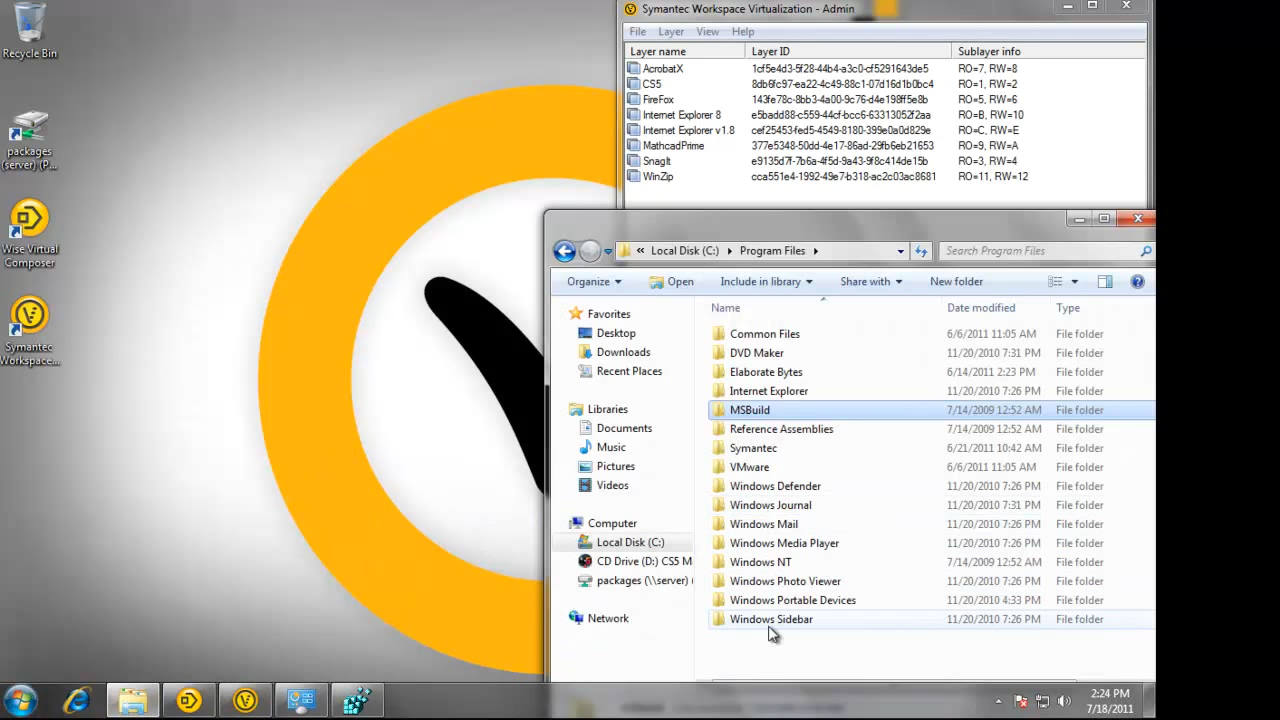 Recycle Bin
packages
(server) (P...
Wise Virtual
Composer
Symantec
Workspace...
Symantec Workspace Virtualization - Admin
File Layer View Help
Layer name Layer ID Sublayer info
AcrobatX 1cf5e4d3-5f28-44b4-a3c0-cf5291643de5 RO=7, RW=8
CS5 8db6fc97-ea22-4c49-88c1-07d16d1b0bc4 RO=1, RW=2
FireFox 143fe78c-8bb3-4a00-9c76-d4e198ff5e8b RO=5, RW=6
Internet Explorer 8 e5badd88-c559-44cf-bcc6-63313052f2aa RO=B, RW=10
Internet Explorer v1.8 cef25453-fed5-4549-8180-399e0a0d829e RO=C, RW=E
MathcadPrime 377e5348-50dd-4e17-86ad-29fb6eb21653 RO=9, RW=A
SnagIt e9135d7f-7b6a-4f5d-9a43-9f8c414de15b RO=3, RW=4
WinZip cca551e4-1992-49e7-b318-ac2c03ac8681 RO=11, RW=12
« Local Disk (C:) Program Files Search Program Files
Organize Open Include in library Share with New folder
Name Date modified Type
Favorites
Desktop
Downloads
Recent Places
Libraries
Documents
Music
Pictures
Videos
Computer
Local Disk (C:)
CD Drive (D:) CS5 M
packages (\\server) (
Network
Common Files 6/6/2011 11:05 AM File folder
DVD Maker 11/20/2010 7:31 PM File folder
Elaborate Bytes 6/14/2011 2:23 PM File folder
Internet Explorer 11/20/2010 7:26 PM File folder
MSBuild 7/14/2009 12:52 AM File folder
Reference Assemblies 7/14/2009 12:52 AM File folder
Symantec 6/21/2011 10:42 AM File folder
VMware 6/6/2011 11:05 AM File folder
Windows Defender 11/20/2010 7:26 PM File folder
Windows Journal 11/20/2010 7:31 PM File folder
Windows Mail 11/20/2010 7:26 PM File folder
Windows Media Player 11/20/2010 7:26 PM File folder
Windows NT 7/14/2009 12:52 AM File folder
Windows Photo Viewer 11/20/2010 7:26 PM File folder
Windows Portable Devices 11/20/2010 4:33 PM File folder
Windows Sidebar 11/20/2010 7:26 PM File folder
2:24 PM
7/18/2011